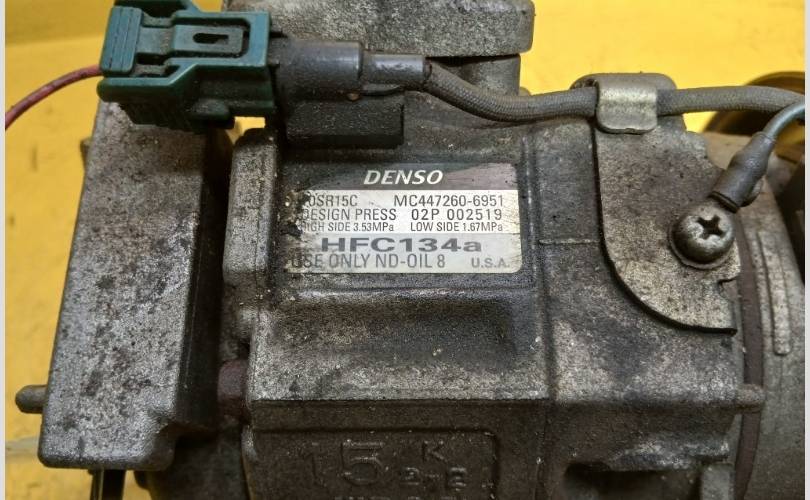 DENSO
10SR15C MC447260-6951
DESIGN PRESS 02P 002519
HIGH SIDE 3.53MPa LOW SIDE 1.67MPa
HFC134a
USE ONLY ND-OIL 8 U.S.A.
15 K